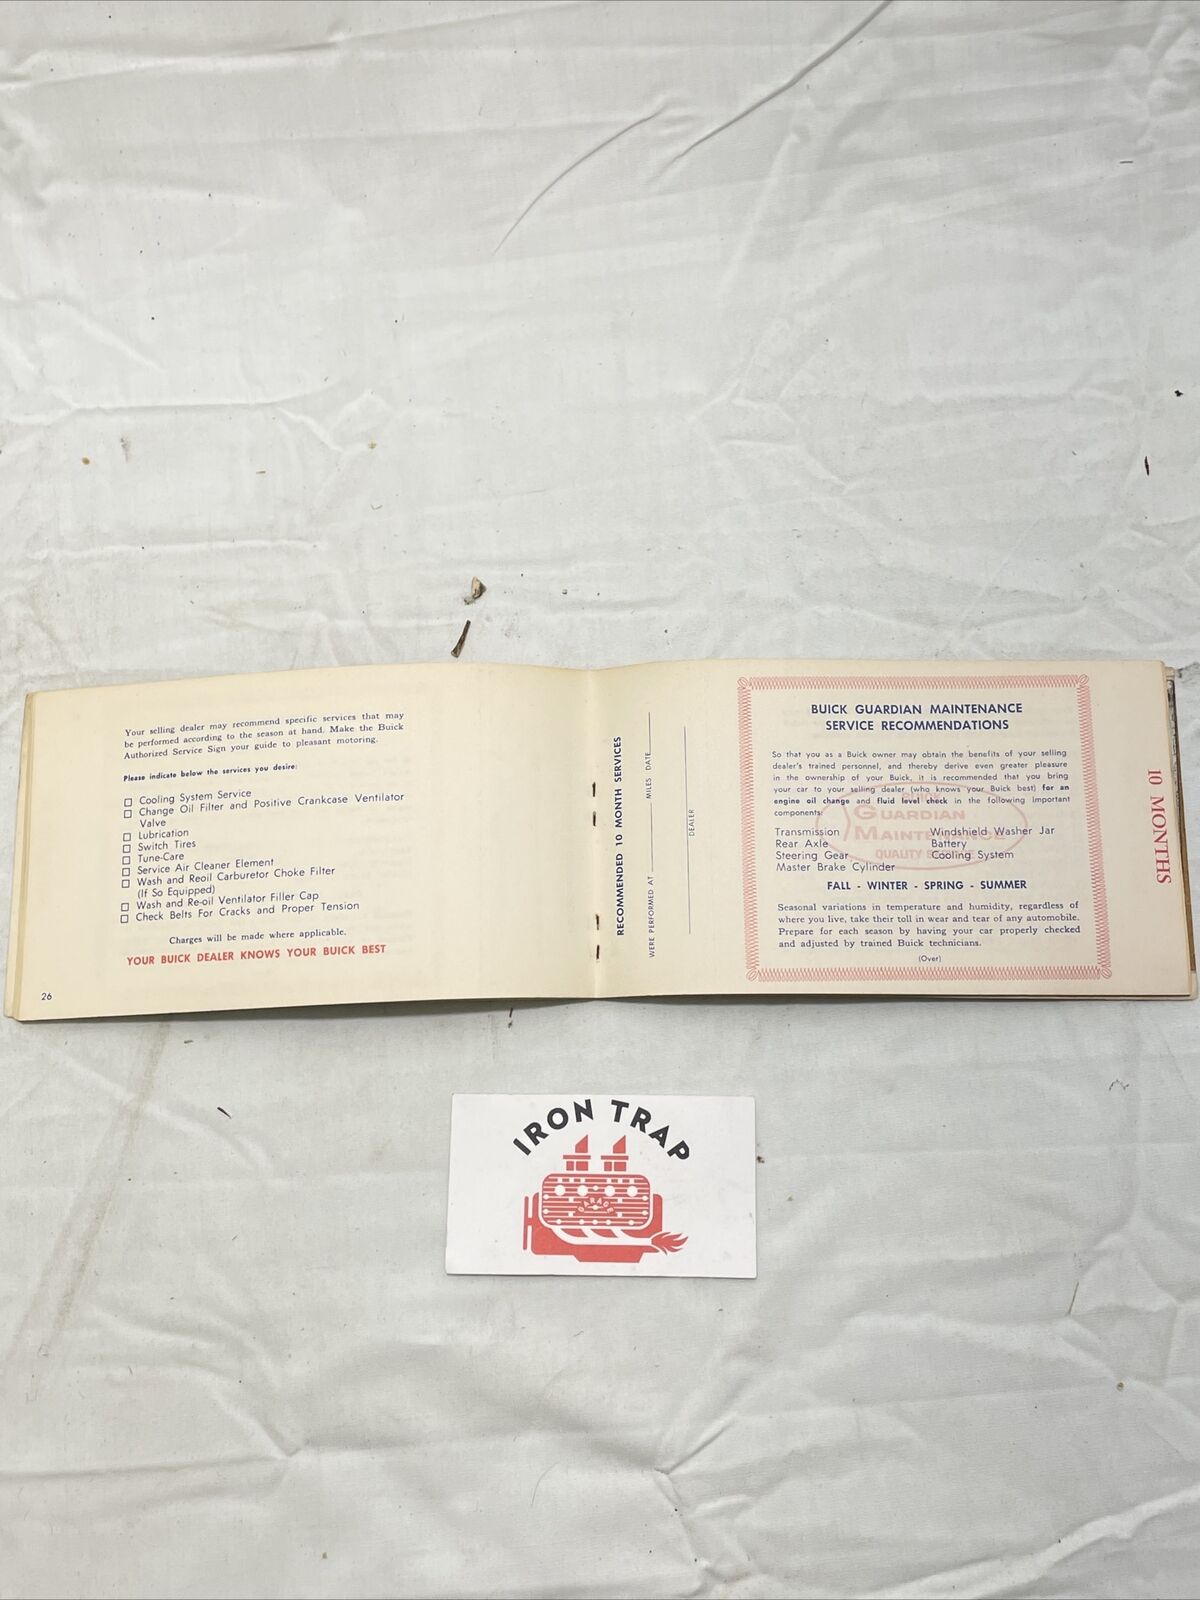 Your selling dealer may recommend specific services that may
be performed according to the season at hand. Make the Buick
Authorized Service Sign your guide to pleasant motoring.
Please indicate below the services you desire:
☐ Cooling System Service
☐ Change Oil Filter and Positive Crankcase Ventilator
Valve
☐ Lubrication
☐ Switch Tires
☐ Tune-Care
☐ Service Air Cleaner Element
☐ Wash and Reoil Carburetor Choke Filter
(If So Equipped)
☐ Wash and Re-oil Ventilator Filler Cap
☐ Check Belts For Cracks and Proper Tension
Charges will be made where applicable.
YOUR BUICK DEALER KNOWS YOUR BUICK BEST
26
RECOMMENDED 10 MONTH SERVICES
WERE PERFORMED AT ________ MILES DATE ________
DEALER
BUICK GUARDIAN MAINTENANCE
SERVICE RECOMMENDATIONS
So that you as a Buick owner may obtain the benefits of your selling
dealer's trained personnel, and thereby derive even greater pleasure
in the ownership of your Buick, it is recommended that you bring
your car to your selling dealer (who knows your Buick best) for an
engine oil change and fluid level check in the following important
components:
Transmission
Rear Axle
Steering Gear
Master Brake Cylinder
Windshield Washer Jar
Battery
Cooling System
BUICK
GUARDIAN
MAINTENANCE
QUALITY
FALL - WINTER - SPRING - SUMMER
Seasonal variations in temperature and humidity, regardless of
where you live, take their toll in wear and tear of any automobile.
Prepare for each season by having your car properly checked
and adjusted by trained Buick technicians.
(Over)
10 MONTHS
IRON TRAP
GARAGE